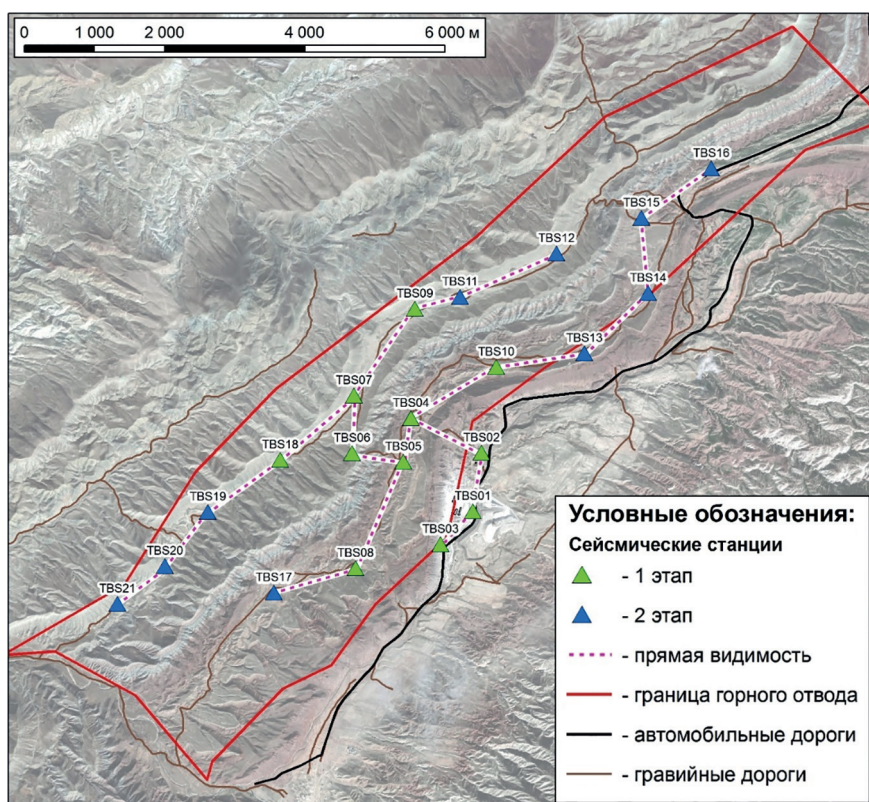 0 1 000 2 000 4 000 6 000 м
TBS16
TBS15
TBS12
TBS14
TBS11
TBS09
TBS13
TBS10
TBS07
TBS04
TBS06
TBS05
TBS02
TBS18
TBS19
TBS01
TBS03
TBS20
TBS08
TBS17
TBS21
Условные обозначения:
Сейсмические станции
- 1 этап
- 2 этап
- прямая видимость
- граница горного отвода
- автомобильные дороги
- гравийные дороги